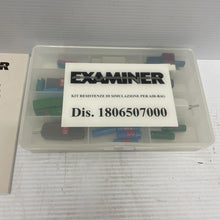 EXAMINER
KIT RESISTENZE DI SIMULAZIONE PER AIR-BAG
Dis. 1806507000